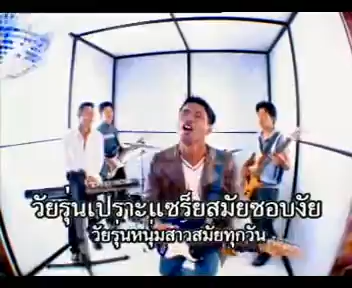 วัยรุ่นเปราะแซร็ยสมัยชอบงัย
วัยรุ่นหนุ่มสาวสมัยทุกวัน